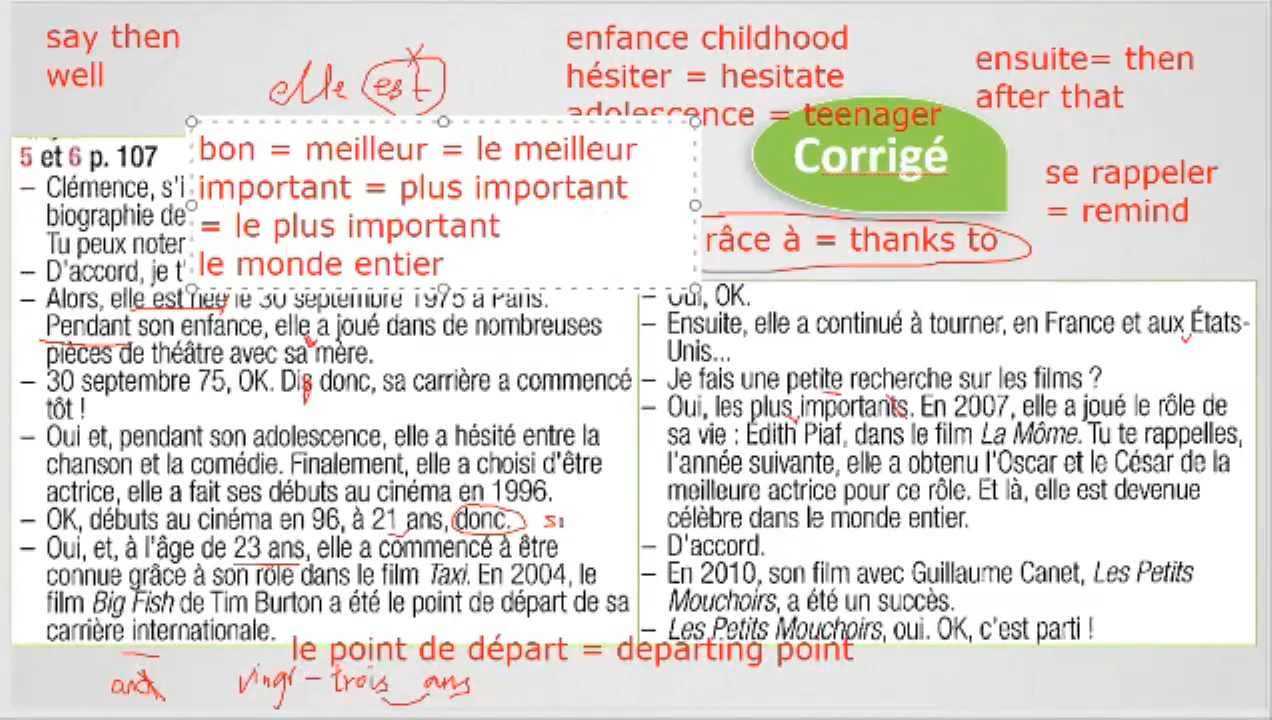 say then
well
elle est
enfance childhood
hésiter = hesitate
adolescence = teenager
ensuite= then
after that
Corrigé
se rappeler
= remind
râce à = thanks to
bon = meilleur = le meilleur
important = plus important
= le plus important
le monde entier
5 et 6 p. 107
– Clémence, s'i
biographie de
Tu peux noter
– D'accord, je t'
– Alors, elle est née le 30 septembre 1975 à Paris.
Pendant son enfance, elle a joué dans de nombreuses
pièces de théâtre avec sa mère.
– 30 septembre 75, OK. Dis donc, sa carrière a commencé
tôt !
– Oui et, pendant son adolescence, elle a hésité entre la
chanson et la comédie. Finalement, elle a choisi d'être
actrice, elle a fait ses débuts au cinéma en 1996.
– OK, débuts au cinéma en 96, à 21 ans, donc. si
– Oui, et, à l'âge de 23 ans, elle a commencé à être
connue grâce à son rôle dans le film Taxi. En 2004, le
film Big Fish de Tim Burton a été le point de départ de sa
carrière internationale.
– Oui, OK.
– Ensuite, elle a continué à tourner, en France et aux États-
Unis...
– Je fais une petite recherche sur les films ?
– Oui, les plus importants. En 2007, elle a joué le rôle de
sa vie : Édith Piaf, dans le film La Môme. Tu te rappelles,
l'année suivante, elle a obtenu l'Oscar et le César de la
meilleure actrice pour ce rôle. Et là, elle est devenue
célèbre dans le monde entier.
– D'accord.
– En 2010, son film avec Guillaume Canet, Les Petits
Mouchoirs, a été un succès.
– Les Petits Mouchoirs, oui. OK, c'est parti !
le point de départ = departing point
vingt-trois ans